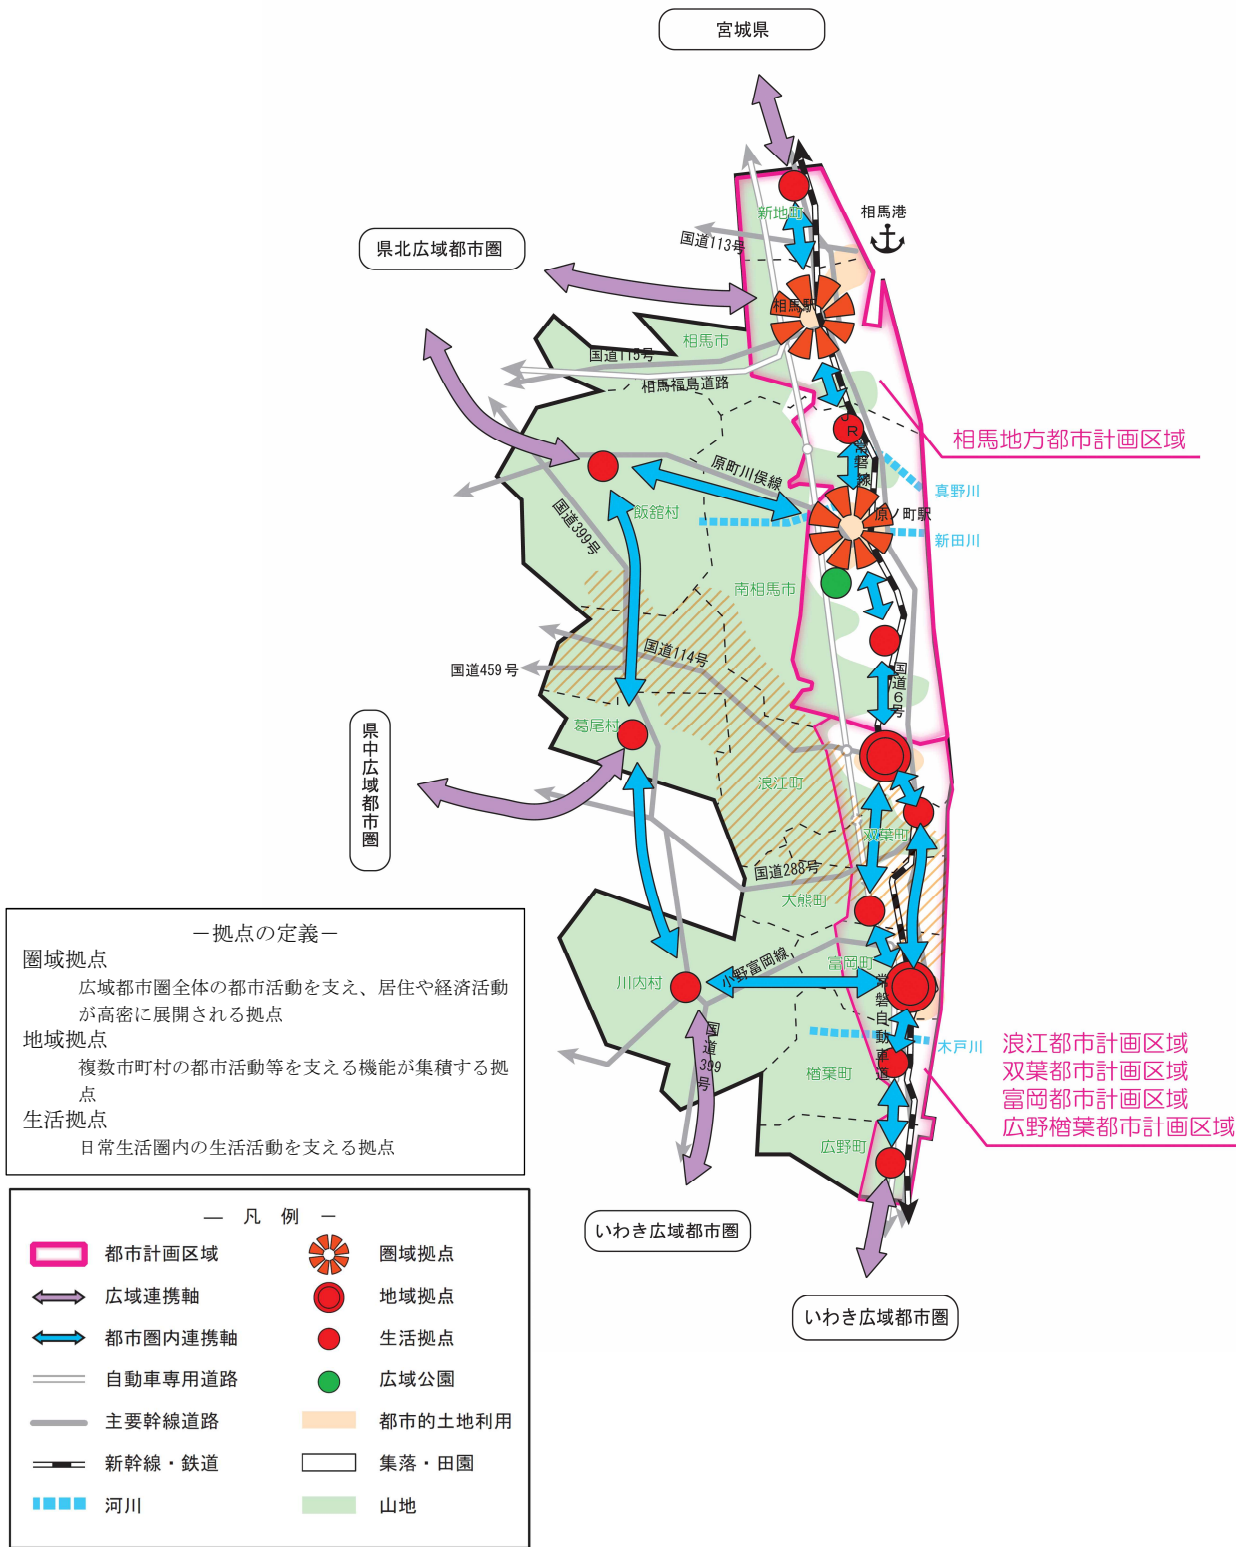 宮城県
相馬港
新地町
国道113号
県北広域都市圏
相馬駅
相馬市
国道115号
相馬福島道路
相馬地方都市計画区域
JR常磐線
原町川俣線
真野川
飯舘村
原ノ町駅
国道399号
新田川
南相馬市
国道114号
国道459号
国道6号
葛尾村
県中広域都市圏
浪江町
双葉町
国道288号
大熊町
小野富岡線
富岡町
川内村
常磐自動車道
国道399号
木戸川
楢葉町
浪江都市計画区域
双葉都市計画区域
富岡都市計画区域
広野楢葉都市計画区域
広野町
いわき広域都市圏
いわき広域都市圏
－拠点の定義－
圏域拠点
広域都市圏全体の都市活動を支え、居住や経済活動
が高密に展開される拠点
地域拠点
複数市町村の都市活動等を支える機能が集積する拠
点
生活拠点
日常生活圏内の生活活動を支える拠点
― 凡 例 －
都市計画区域
広域連携軸
都市圏内連携軸
自動車専用道路
主要幹線道路
新幹線・鉄道
河川
圏域拠点
地域拠点
生活拠点
広域公園
都市的土地利用
集落・田園
山地